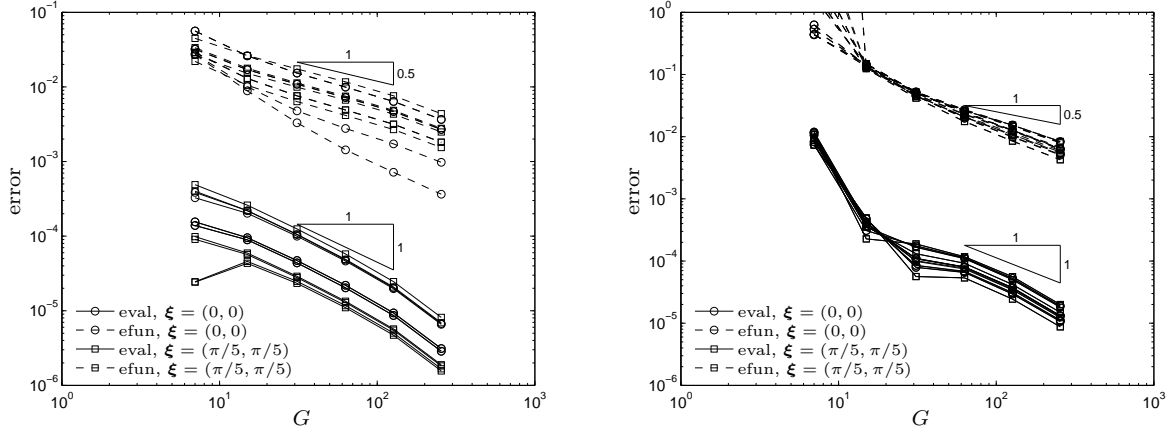 10^0
10^-1
10^-2
10^-3
10^-4
10^-5
10^-6
error
1
0.5
1
1
eval, ξ = (0, 0)
efun, ξ = (0, 0)
eval, ξ = (π/5, π/5)
efun, ξ = (π/5, π/5)
10^0
10^1
10^2
10^3
G
10^0
10^-1
10^-2
10^-3
10^-4
10^-5
10^-6
error
1
0.5
1
1
eval, ξ = (0, 0)
efun, ξ = (0, 0)
eval, ξ = (π/5, π/5)
efun, ξ = (π/5, π/5)
10^0
10^1
10^2
10^3
G